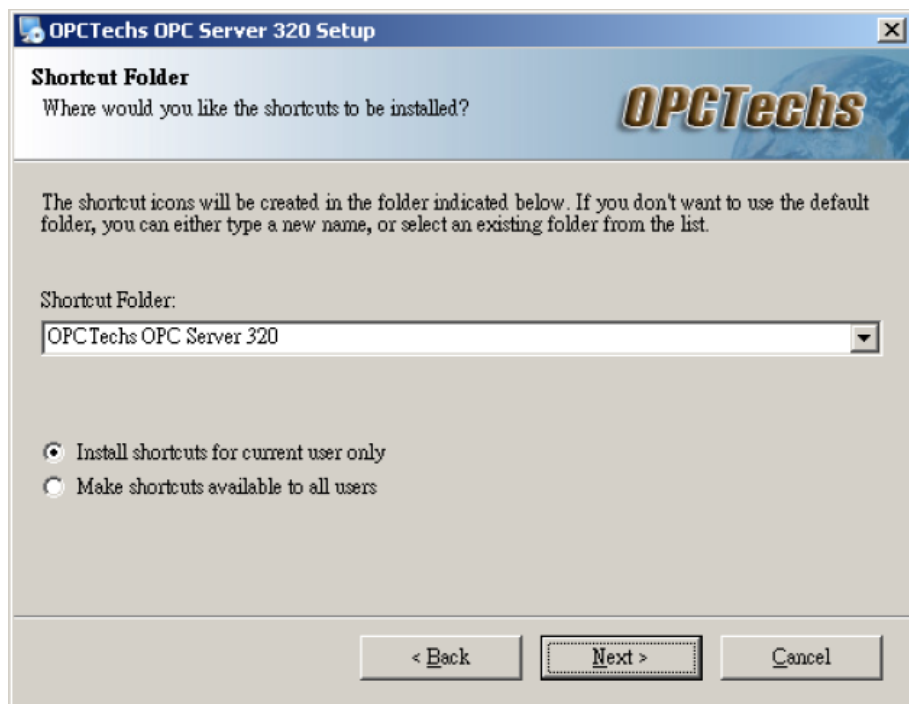 OPCTechs OPC Server 320 Setup
Shortcut Folder
Where would you like the shortcuts to be installed?
OPCTechs
The shortcut icons will be created in the folder indicated below. If you don't want to use the default
folder, you can either type a new name, or select an existing folder from the list.
Shortcut Folder:
OPCTechs OPC Server 320
Install shortcuts for current user only
Make shortcuts available to all users
< Back
Next >
Cancel